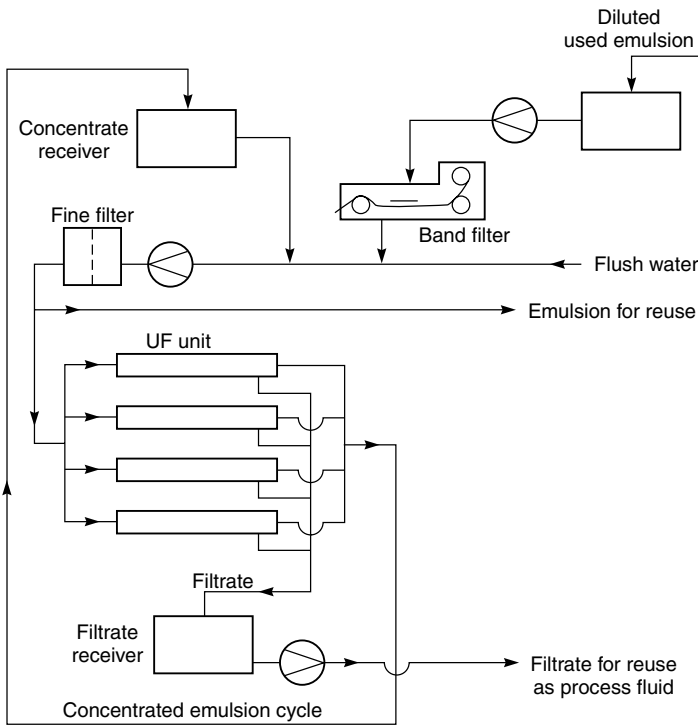 Diluted
used emulsion
Concentrate
receiver
Fine filter
Band filter
Flush water
Emulsion for reuse
UF unit
Filtrate
Filtrate
receiver
Filtrate for reuse
as process fluid
Concentrated emulsion cycle